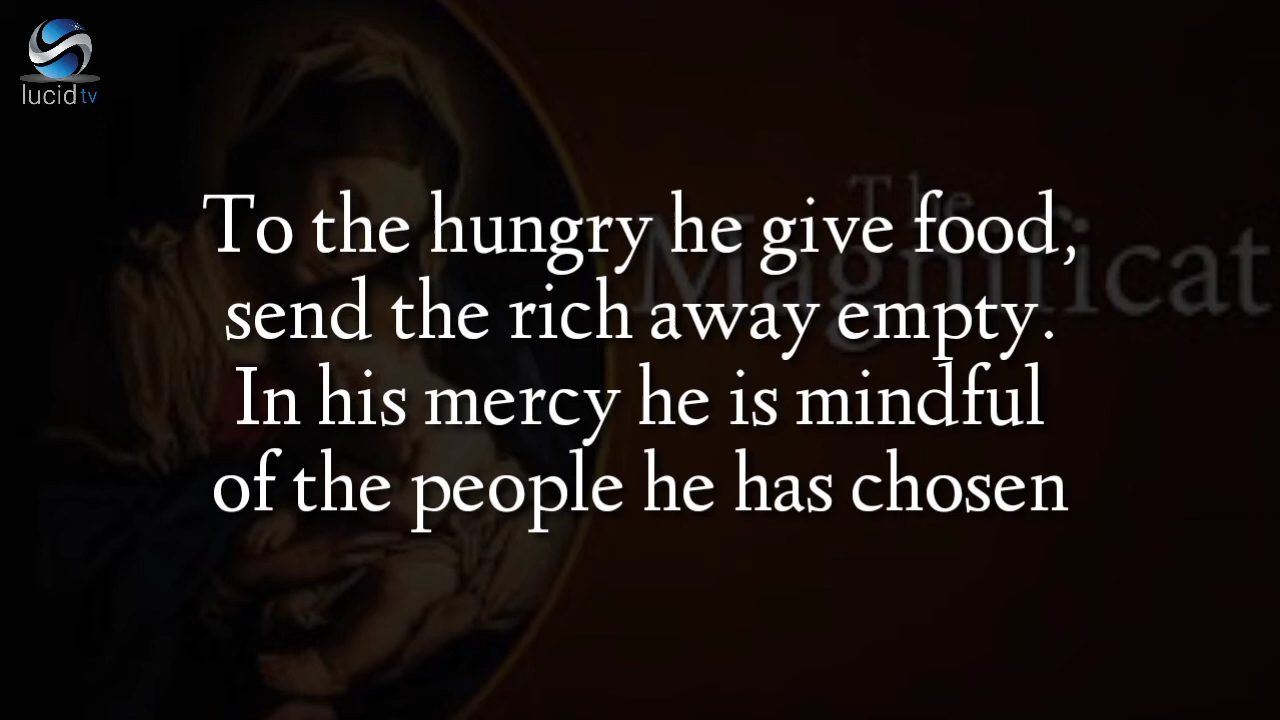 lucid tv
The
Magnificat
To the hungry he give food,
send the rich away empty.
In his mercy he is mindful
of the people he has chosen